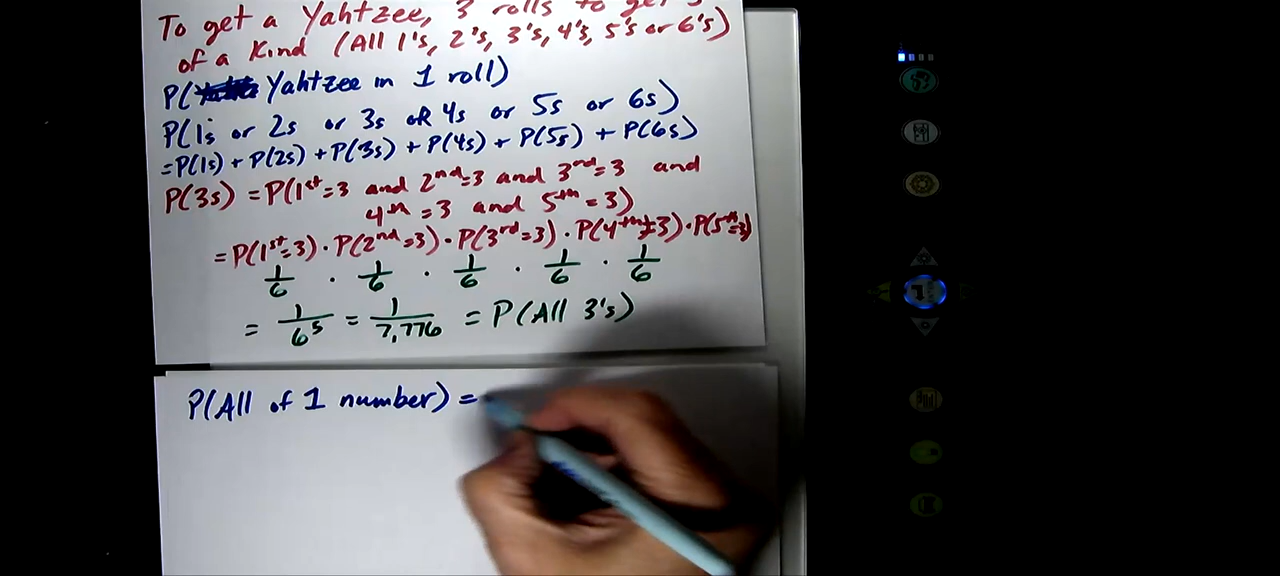 To get a Yahtzee, 3 rolls to get 5
of a kind (All 1's, 2's, 3's, 4's, 5's or 6's)
P( Yahtzee in 1 roll)
P(1s or 2s or 3s oR 4s or 5s or 6s)
=P(1s) + P(2s) + P(3s) + P(4s) + P(5s) + P(6s)
P(3s) = P(1st=3 and 2nd=3 and 3rd=3 and
4th=3 and 5th=3)
= P(1st=3) · P(2nd=3) · P(3rd=3) · P(4th=3) · P(5th=3)
1/6 · 1/6 · 1/6 · 1/6 · 1/6
= 1/6^5 = 1/7,776 = P(All 3's)
P(All of 1 number) =